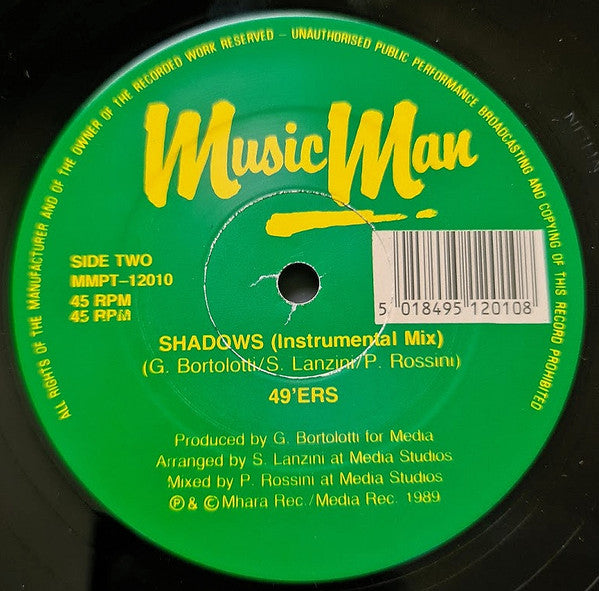 ALL RIGHTS OF THE MANUFACTURER AND OF THE OWNER OF THE RECORDED WORK RESERVED – UNAUTHORISED PUBLIC PERFORMANCE BROADCASTING AND COPYING OF THIS RECORD PROHIBITED
Music Man
SIDE TWO
MMPT–12010
45 RPM
45 RPM
5 018495 120108
SHADOWS (Instrumental Mix)
(G. Bortolotti/S. Lanzini/P. Rossini)
49'ERS
Produced by G. Bortolotti for Media
Arranged by S. Lanzini at Media Studios
Mixed by P. Rossini at Media Studios
℗ & © Mhara Rec./Media Rec. 1989